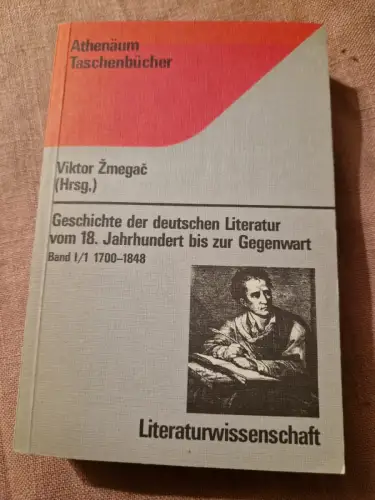 Athenäum
Taschenbücher
Viktor Žmegač
(Hrsg.)
Geschichte der deutschen Literatur
vom 18. Jahrhundert bis zur Gegenwart
Band I/1 1700–1848
Literaturwissenschaft